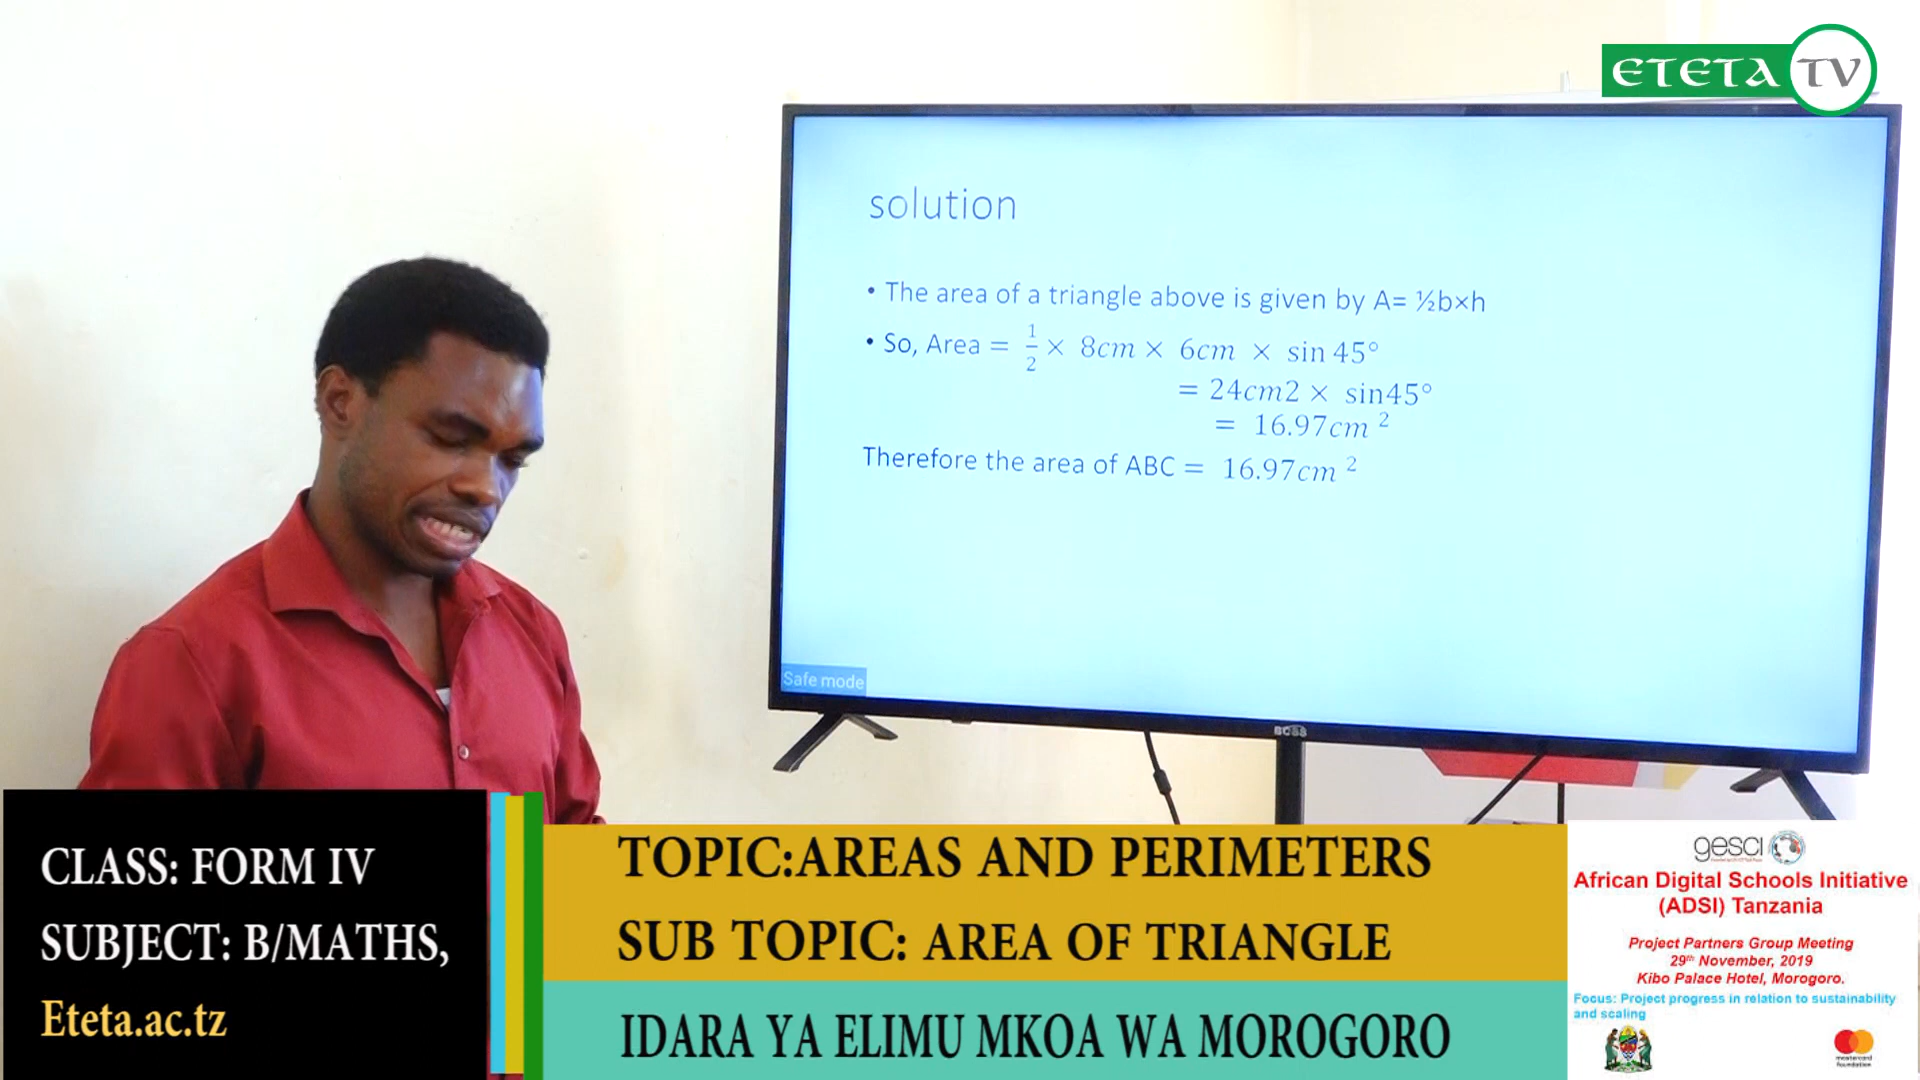 ETETA TV
solution
• The area of a triangle above is given by A= ½b×h
• So, Area = 1/2 × 8cm × 6cm × sin 45°
= 24cm2 × sin45°
= 16.97cm ²
Therefore the area of ABC = 16.97cm ²
Safe mode
BOSS
CLASS: FORM IV
SUBJECT: B/MATHS,
Eteta.ac.tz
TOPIC:AREAS AND PERIMETERS
SUB TOPIC: AREA OF TRIANGLE
IDARA YA ELIMU MKOA WA MOROGORO
gesci
African Digital Schools Initiative
(ADSI) Tanzania
Project Partners Group Meeting
29th November, 2019
Kibo Palace Hotel, Morogoro.
Focus: Project progress in relation to sustainability
and scaling
mastercard
foundation